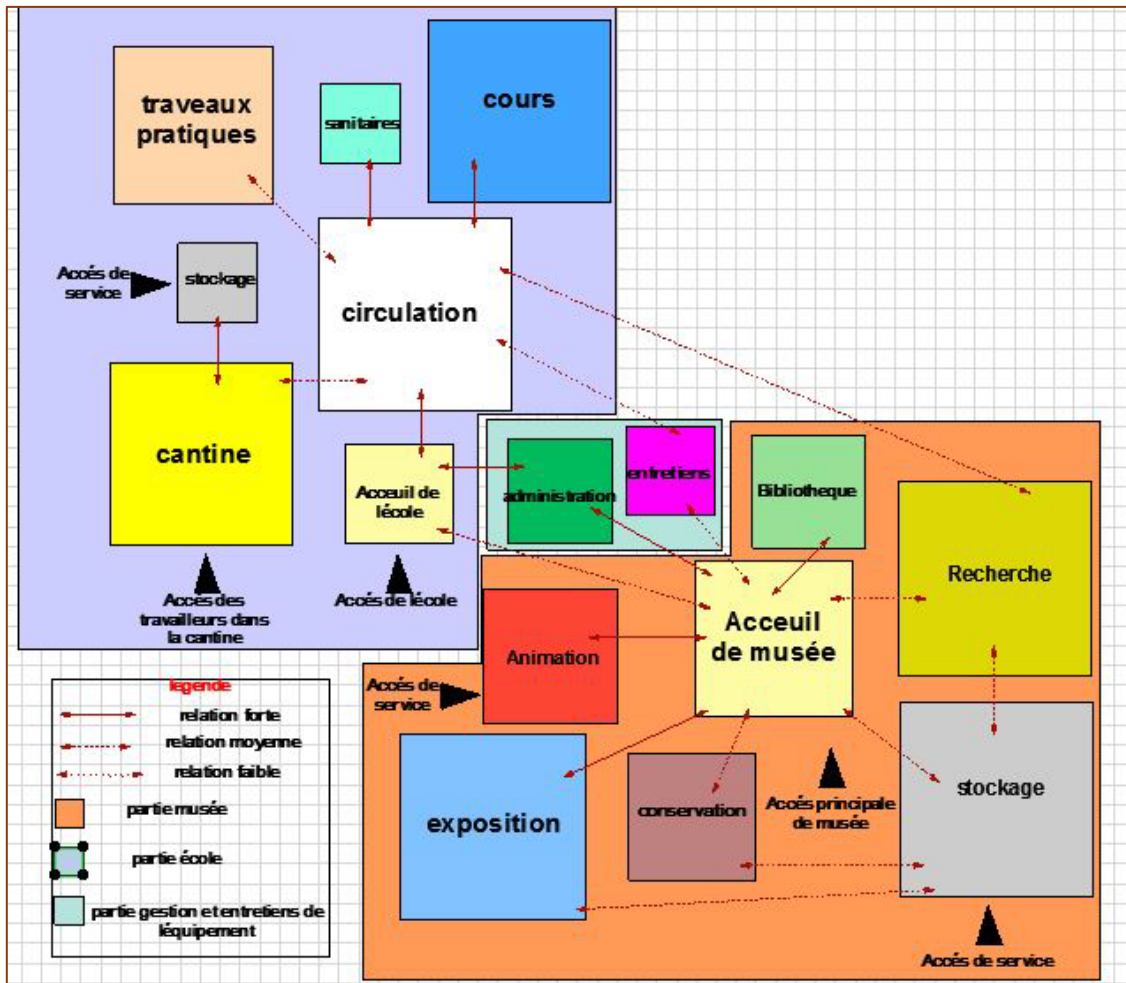 traveaux
pratiques
sanitaires
cours
Accés de
service
stockage
circulation
cantine
Acceuil de
lécole
administration
entretiens
Bibliotheque
Recherche
Accés des
travailleurs dans
la cantine
Accés de lécole
Animation
Acceuil
de musée
Accés de
service
legende
relation forte
relation moyenne
relation faible
partie musée
partie école
partie gestion et entretiens de
léquipement
exposition
conservation
Accés principale
de musée
stockage
Accés de service